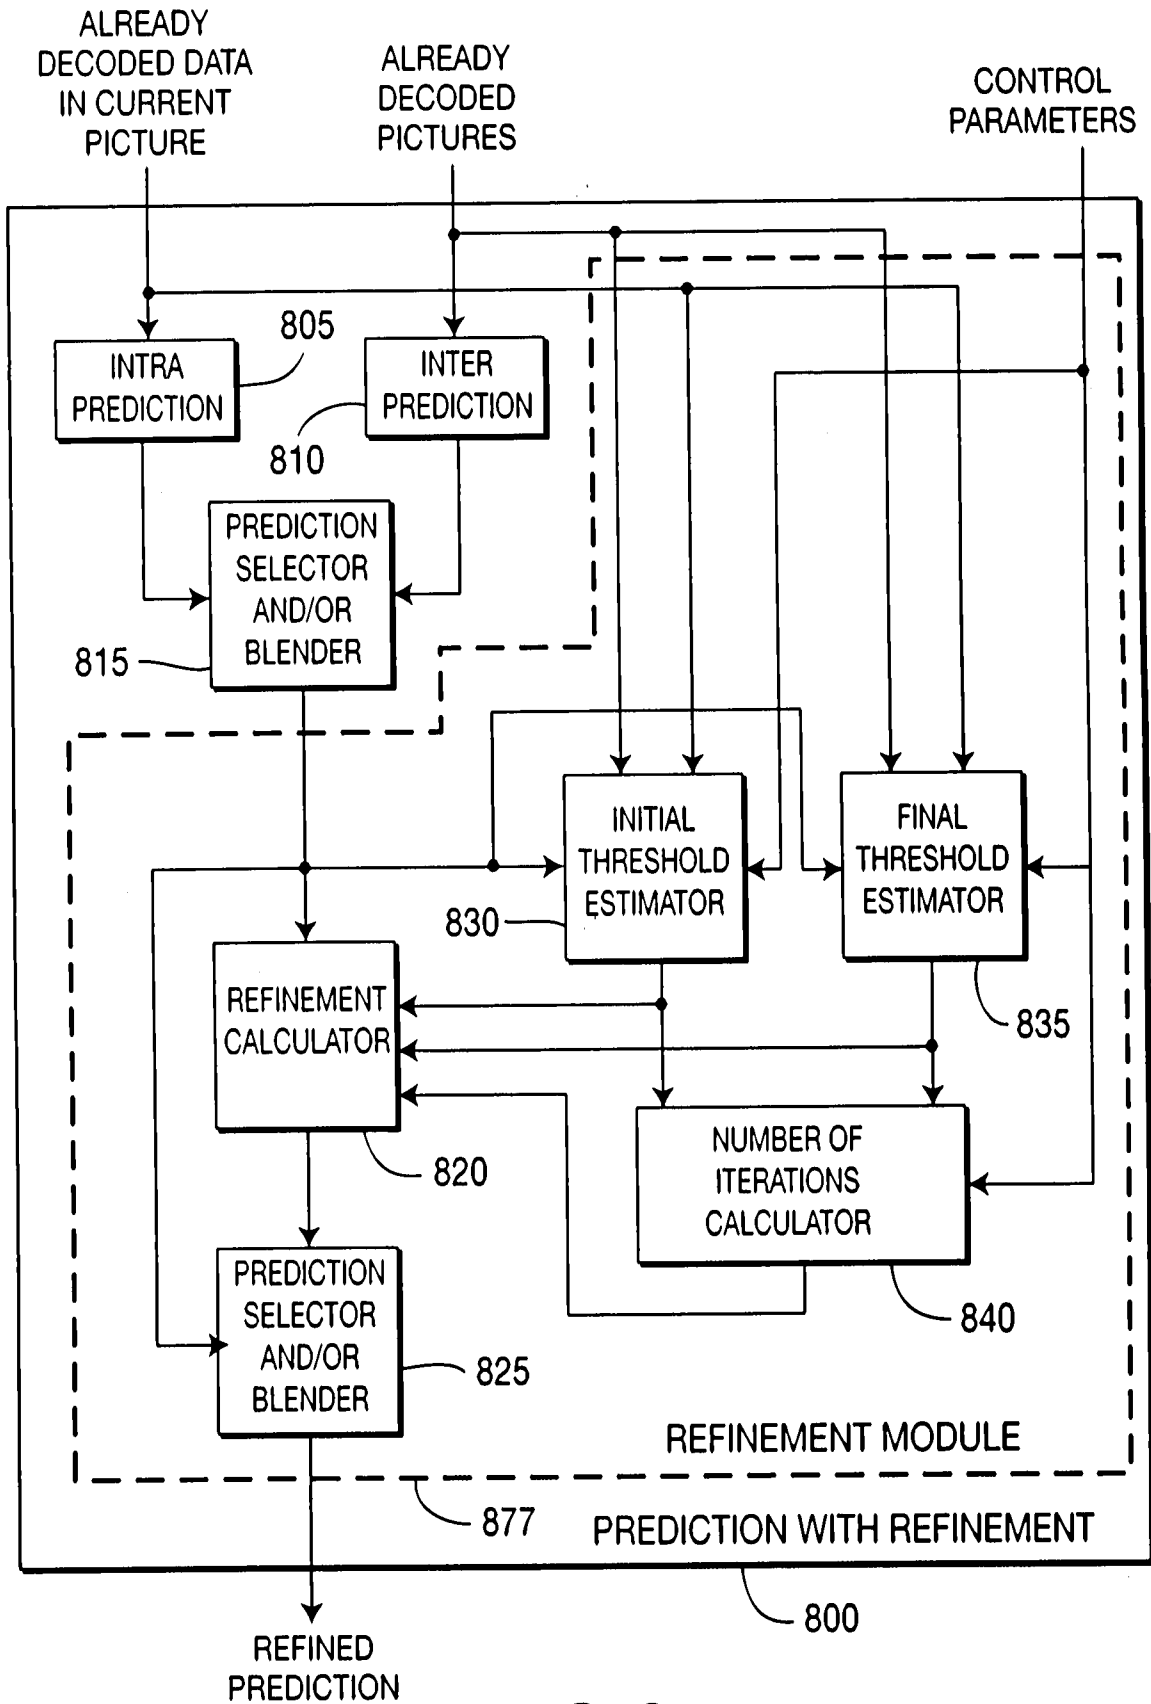 ALREADY
DECODED DATA
IN CURRENT
PICTURE
ALREADY
DECODED
PICTURES
CONTROL
PARAMETERS
INTRA
PREDICTION
805
INTER
PREDICTION
810
PREDICTION
SELECTOR
AND/OR
BLENDER
815
INITIAL
THRESHOLD
ESTIMATOR
830
FINAL
THRESHOLD
ESTIMATOR
835
REFINEMENT
CALCULATOR
820
NUMBER OF
ITERATIONS
CALCULATOR
840
PREDICTION
SELECTOR
AND/OR
BLENDER
825
REFINEMENT MODULE
877
PREDICTION WITH REFINEMENT
800
REFINED
PREDICTION